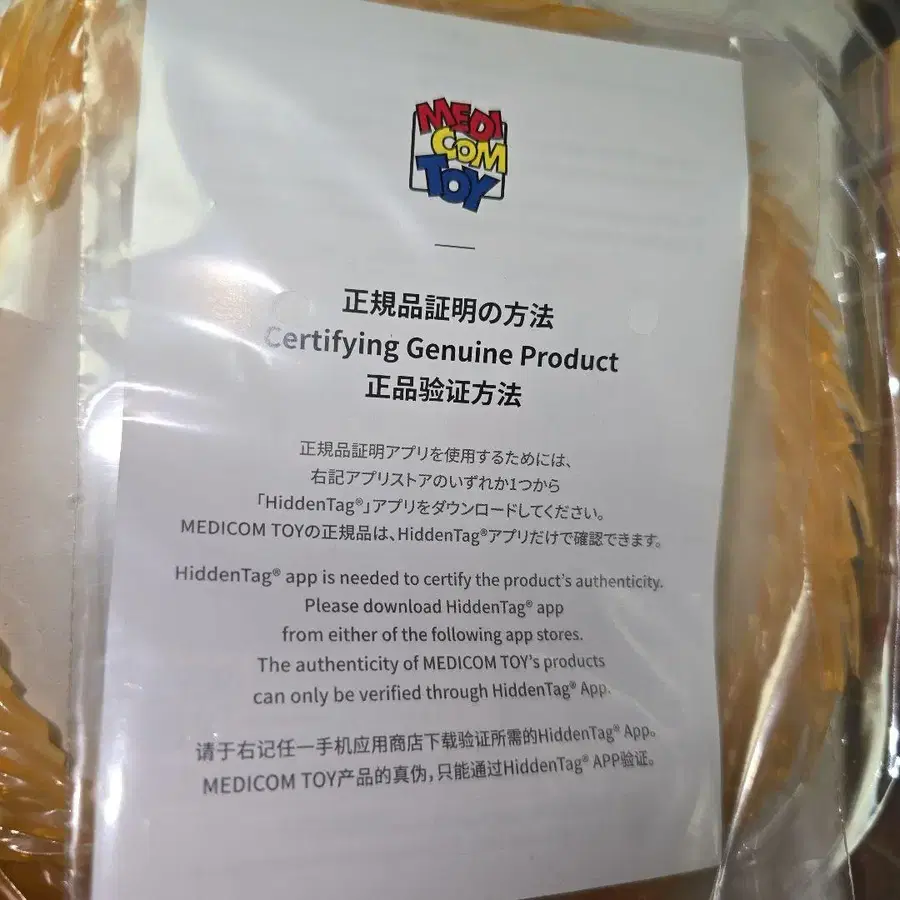 MEDI
COM
TOY
正規品証明の方法
Certifying Genuine Product
正品验证方法
正規品証明アプリを使用するためには、
右記アプリストアのいずれか1つから
「HiddenTag®」アプリをダウンロードしてください。
MEDICOM TOYの正規品は、HiddenTag®アプリだけで確認できます。
HiddenTag® app is needed to certify the product's authenticity.
Please download HiddenTag® app
from either of the following app stores.
The authenticity of MEDICOM TOY's products
can only be verified through HiddenTag® App.
请于右记任一手机应用商店下载验证所需的HiddenTag® App。
MEDICOM TOY产品的真伪，只能通过HiddenTag® APP验证。